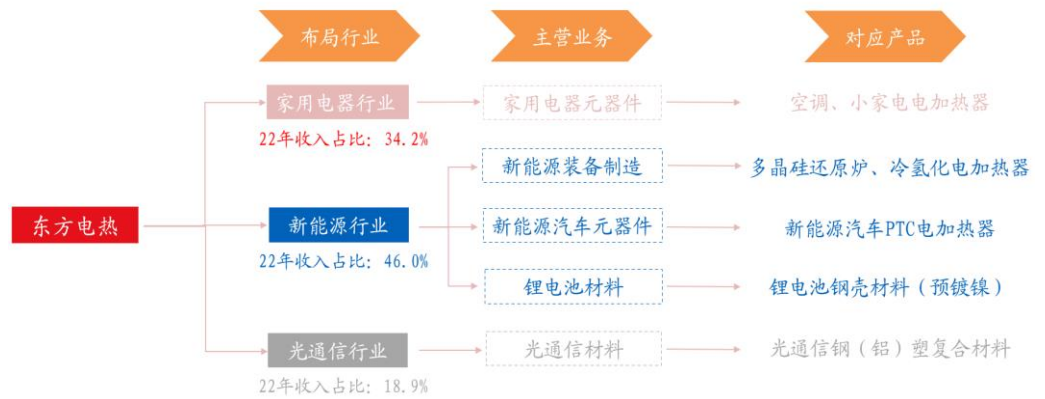 布局行业
主营业务
对应产品
家用电器行业
家用电器元器件
空调、小家电电加热器
22年收入占比：34.2%
新能源装备制造
多晶硅还原炉、冷氢化电加热器
东方电热
新能源行业
新能源汽车元器件
新能源汽车PTC电加热器
22年收入占比：46.0%
锂电池材料
锂电池钢壳材料（预镀镍）
光通信行业
光通信材料
光通信钢（铝）塑复合材料
22年收入占比：18.9%